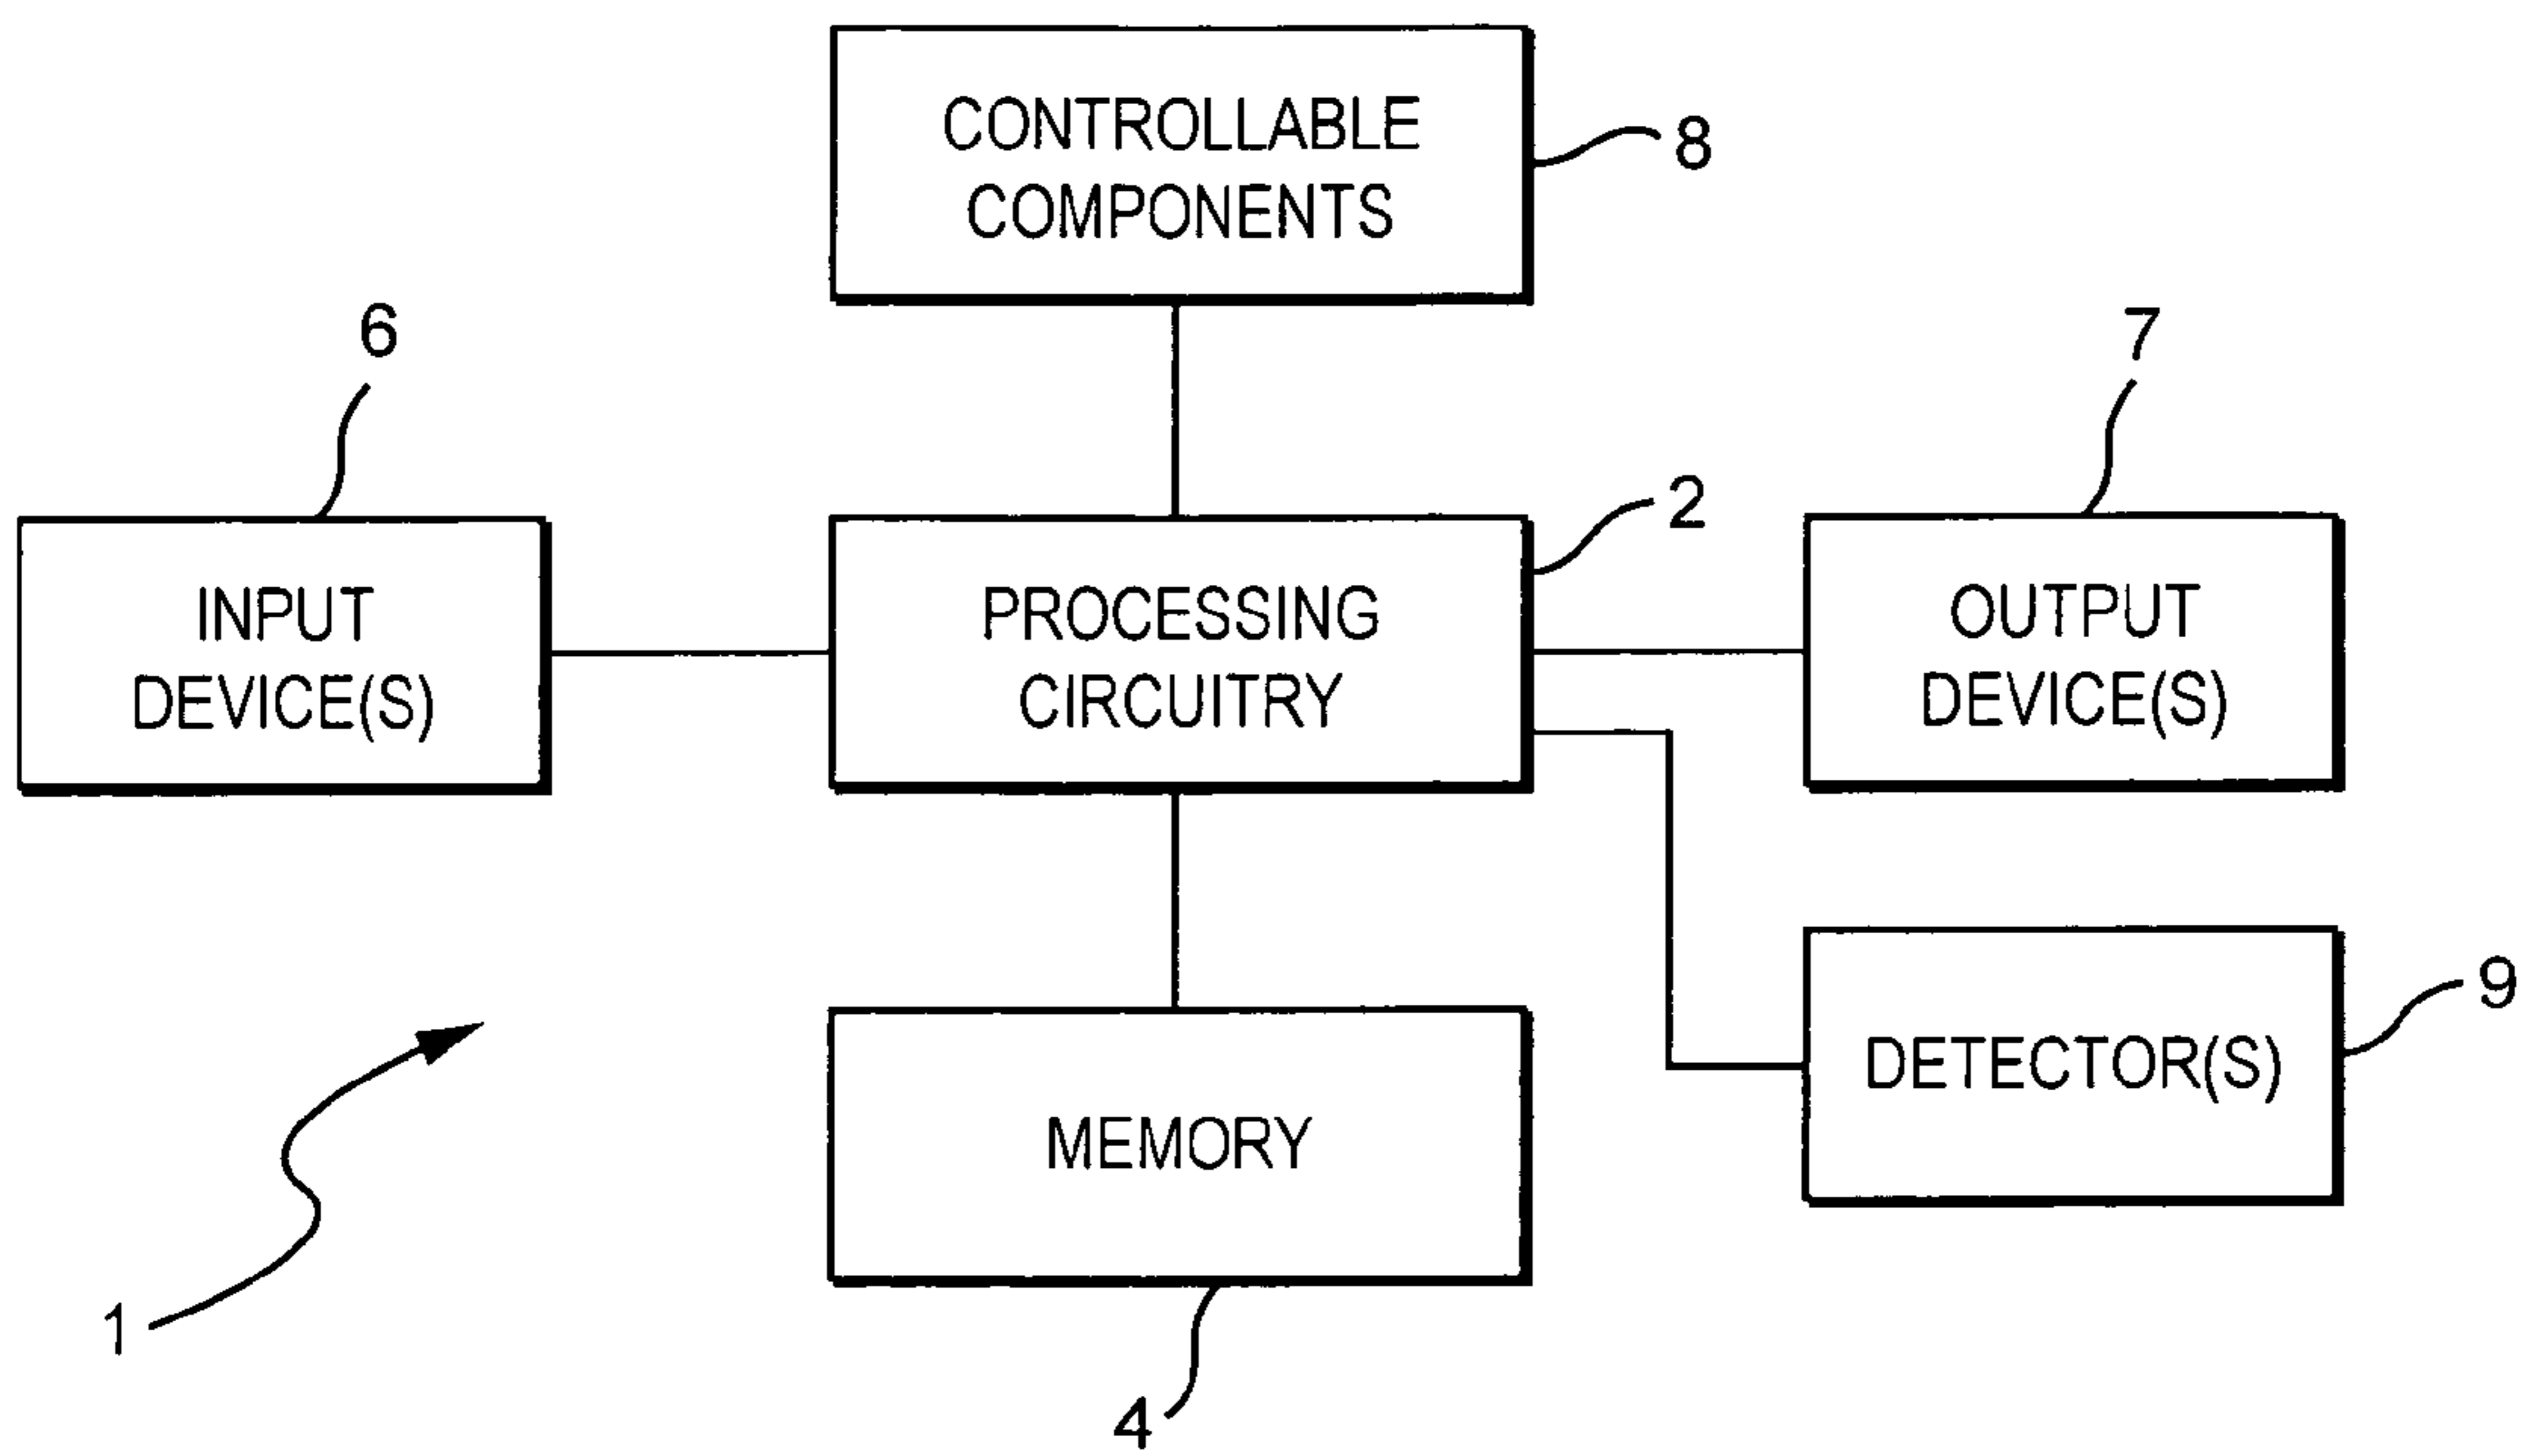 CONTROLLABLE
COMPONENTS
8
6
7
2
INPUT
DEVICE(S)
PROCESSING
CIRCUITRY
OUTPUT
DEVICE(S)
9
DETECTOR(S)
MEMORY
1
4